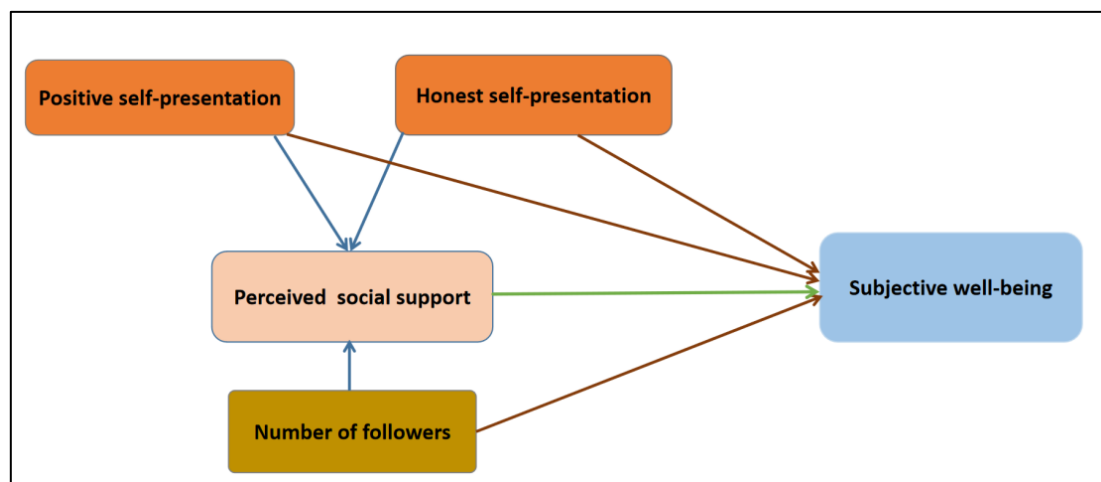 Positive self-presentation
Honest self-presentation
Perceived social support
Subjective well-being
Number of followers